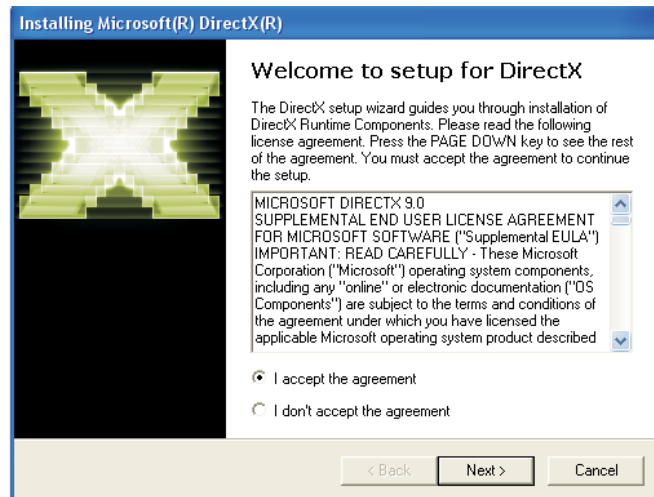 Installing Microsoft(R) DirectX(R)
Welcome to setup for DirectX
The DirectX setup wizard guides you through installation of
DirectX Runtime Components. Please read the following
license agreement. Press the PAGE DOWN key to see the rest
of the agreement. You must accept the agreement to continue
the setup.
MICROSOFT DIRECTX 9.0
SUPPLEMENTAL END USER LICENSE AGREEMENT
FOR MICROSOFT SOFTWARE ("Supplemental EULA")
IMPORTANT: READ CAREFULLY - These Microsoft
Corporation ("Microsoft") operating system components,
including any "online" or electronic documentation ("OS
Components") are subject to the terms and conditions of
the agreement under which you have licensed the
applicable Microsoft operating system product described
I accept the agreement
I don't accept the agreement
< Back Next > Cancel